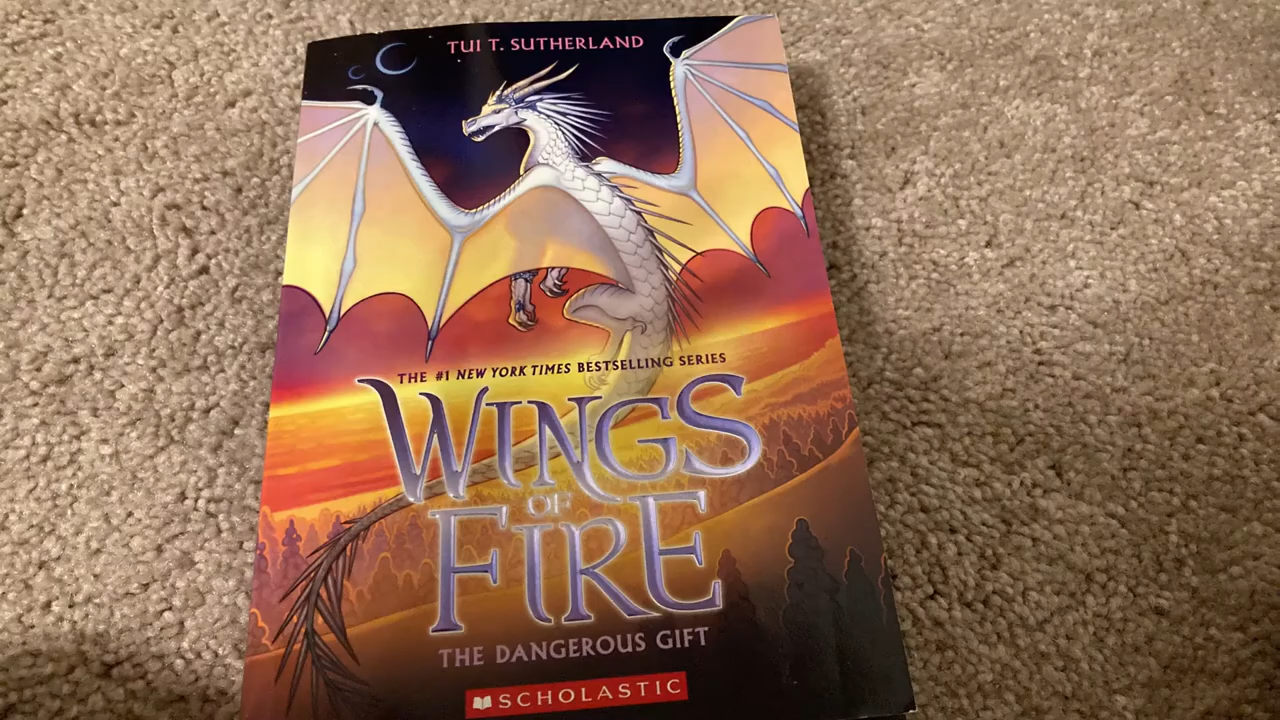 TUI T. SUTHERLAND
THE #1 NEW YORK TIMES BESTSELLING SERIES
WINGS
OF
FIRE
THE DANGEROUS GIFT
SCHOLASTIC